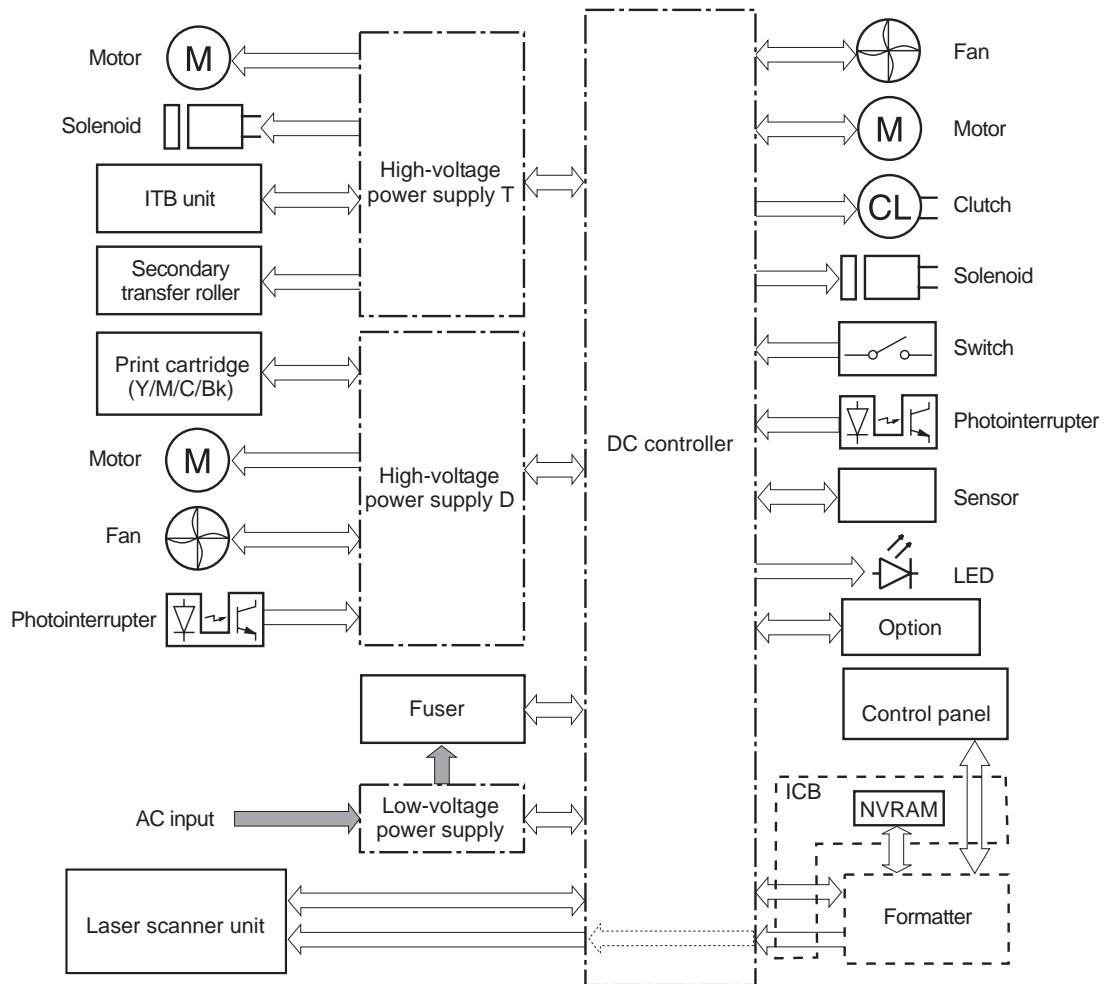 Motor
M
Solenoid
ITB unit
Secondary
transfer roller
Print cartridge
(Y/M/C/Bk)
Motor
M
Fan
Photointerrupter
High-voltage
power supply T
High-voltage
power supply D
Fuser
AC input
Low-voltage
power supply
Laser scanner unit
DC controller
Fan
M
Motor
CL
Clutch
Solenoid
Switch
Photointerrupter
Sensor
LED
Option
Control panel
ICB
NVRAM
Formatter